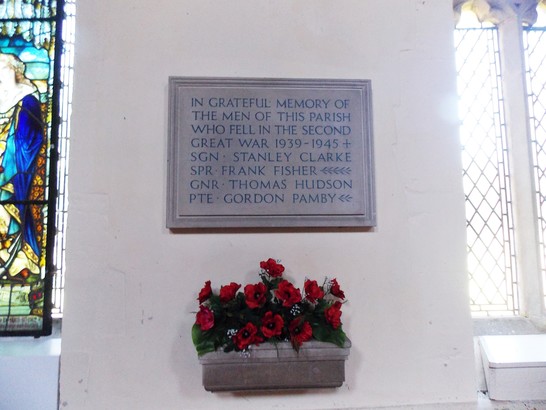 IN GRATEFUL MEMORY OF
THE MEN OF THIS PARISH
WHO FELL IN THE SECOND
GREAT WAR 1939-1945 +
SGN · STANLEY CLARKE
SPR · FRANK FISHER
GNR · THOMAS HUDSON
PTE · GORDON PAMBY